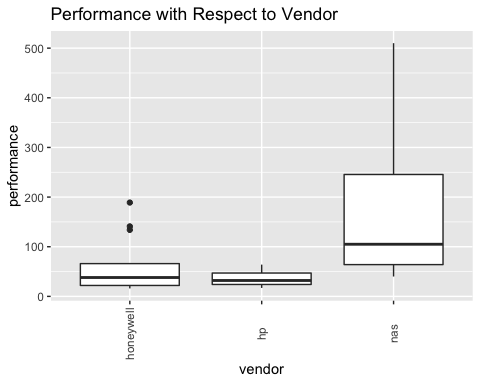 Performance with Respect to Vendor
performance
500
400
300
200
100
0
honeywell
hp
nas
vendor